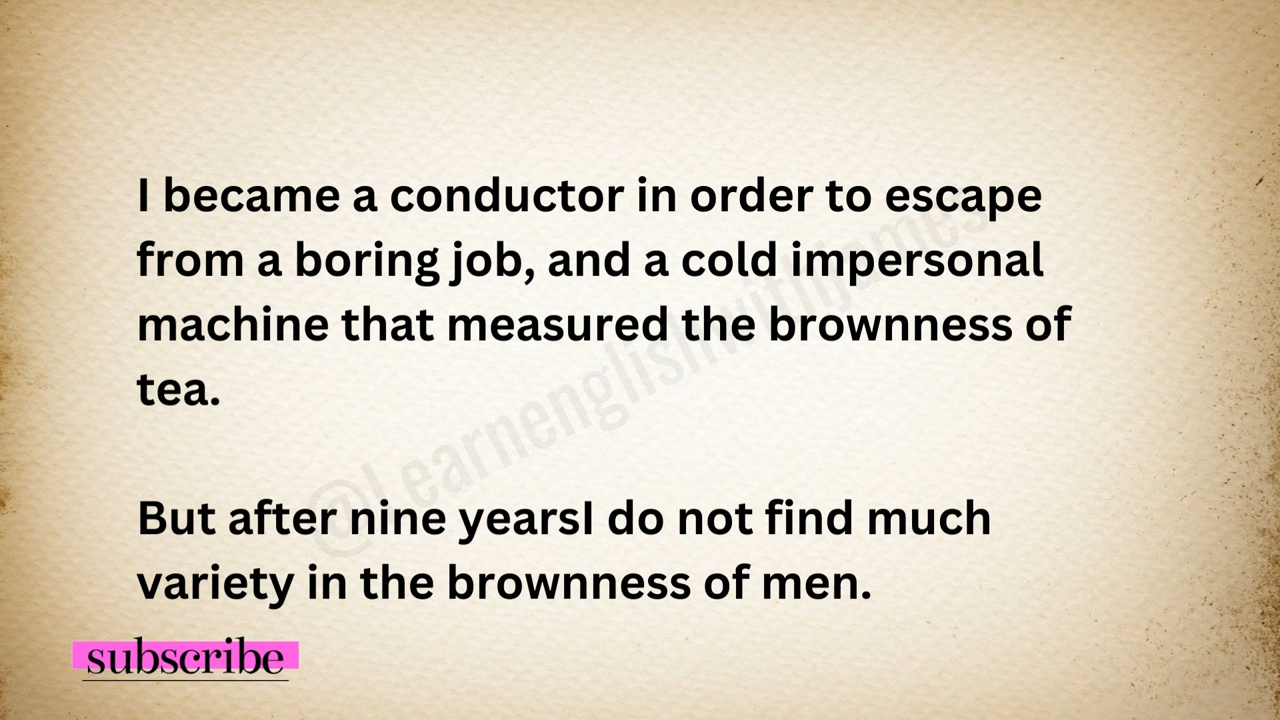 I became a conductor in order to escape
from a boring job, and a cold impersonal
machine that measured the brownness of
tea.
But after nine yearsI do not find much
variety in the brownness of men.
@Learnenglishwithjames
subscribe